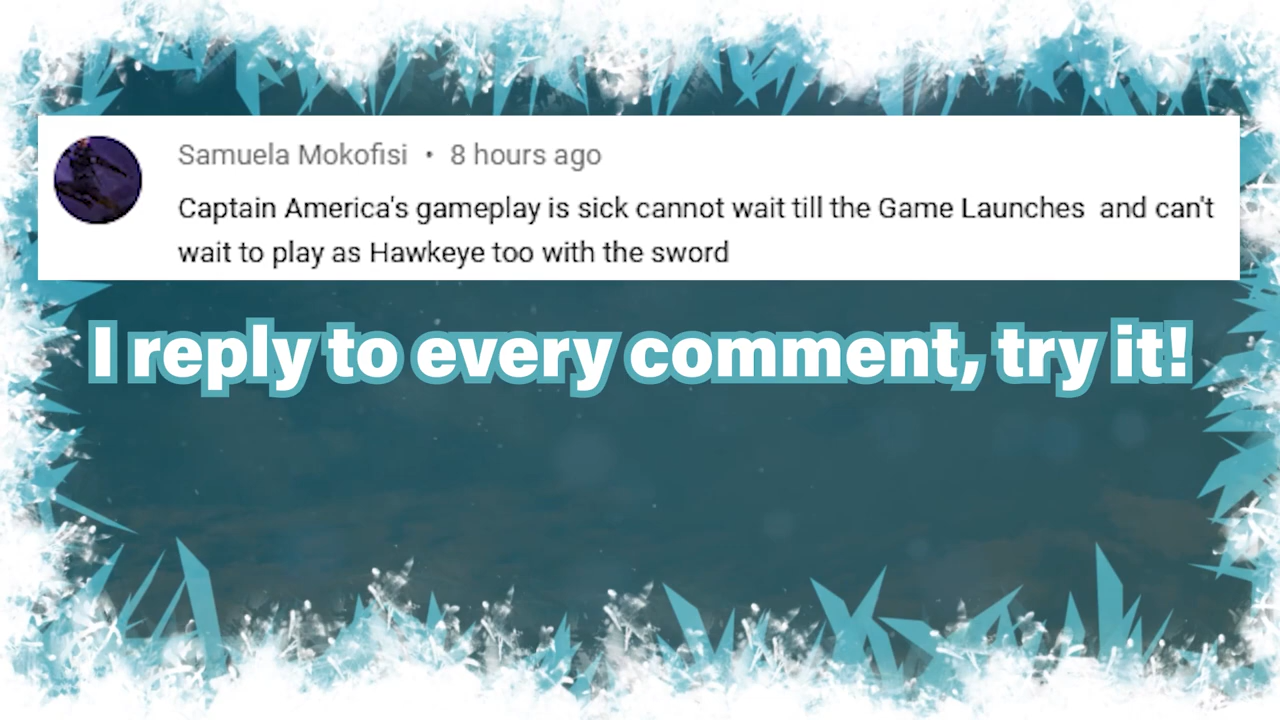 Samuela Mokofisi • 8 hours ago
Captain America's gameplay is sick cannot wait till the Game Launches  and can't
wait to play as Hawkeye too with the sword
I reply to every comment, try it!